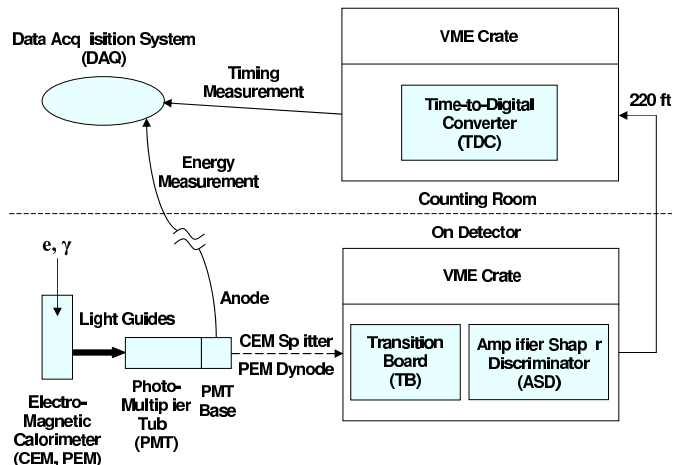 Data Acq isition System
(DAQ)
VME Crate
Timing
Measurement
Time-to-Digital
Converter
(TDC)
220 ft
Energy
Measurement
Counting Room
On Detector
e, γ
VME Crate
Anode
Light Guides
CEM Sp itter
PEM Dynode
Transition
Board
(TB)
Amp ifier Shap r
Discriminator
(ASD)
Photo-
Multip ier
Tub
(PMT)
PMT
Base
Electro-
Magnetic
Calorimeter
(CEM, PEM)